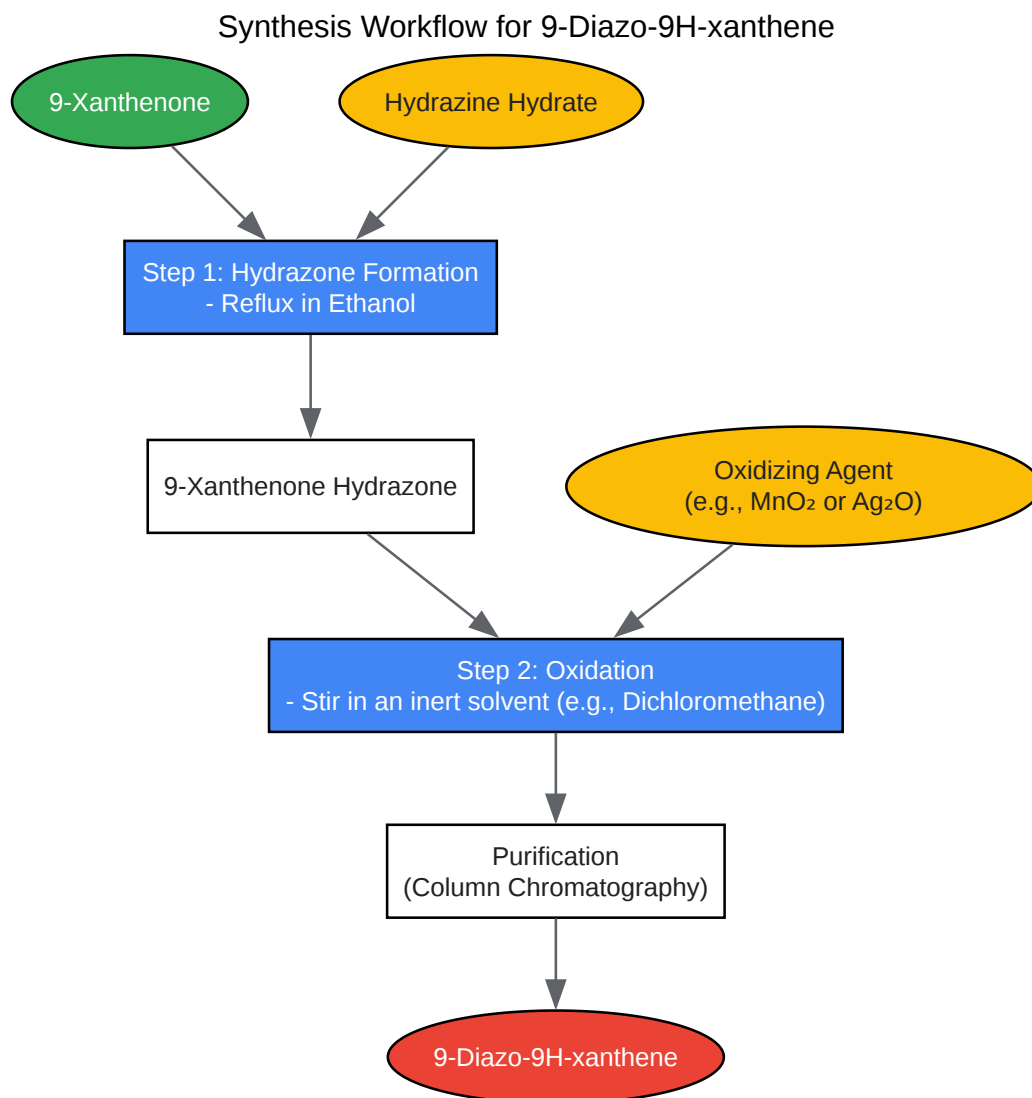 Synthesis Workflow for 9-Diazo-9H-xanthene
9-Xanthenone
Hydrazine Hydrate
Step 1: Hydrazone Formation
- Reflux in Ethanol
9-Xanthenone Hydrazone
Oxidizing Agent
(e.g., MnO₂ or Ag₂O)
Step 2: Oxidation
- Stir in an inert solvent (e.g., Dichloromethane)
Purification
(Column Chromatography)
9-Diazo-9H-xanthene